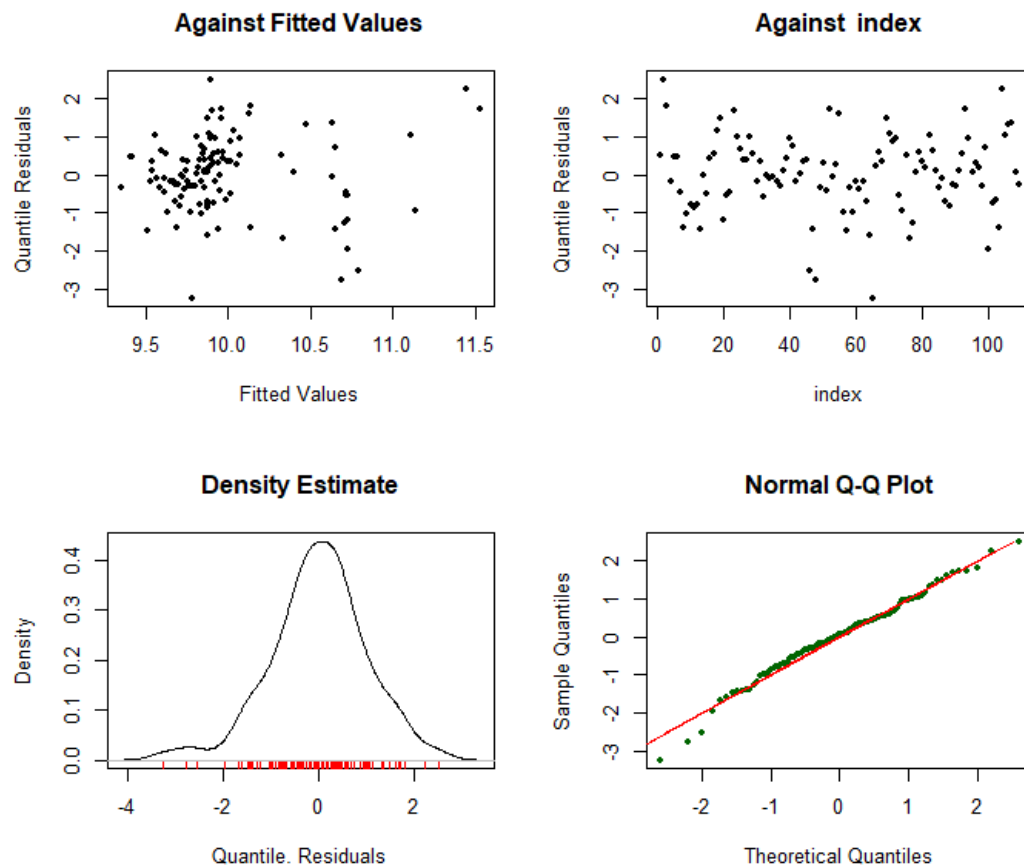 Against Fitted Values
Quantile Residuals
2
1
0
-1
-2
-3
9.5 10.0 10.5 11.0 11.5
Fitted Values
Against index
Quantile Residuals
2
1
0
-1
-2
-3
0 20 40 60 80 100
index
Density Estimate
Density
0.4
0.3
0.2
0.1
0.0
-4 -2 0 2
Quantile. Residuals
Normal Q-Q Plot
Sample Quantiles
2
1
0
-1
-2
-3
-2 -1 0 1 2
Theoretical Quantiles